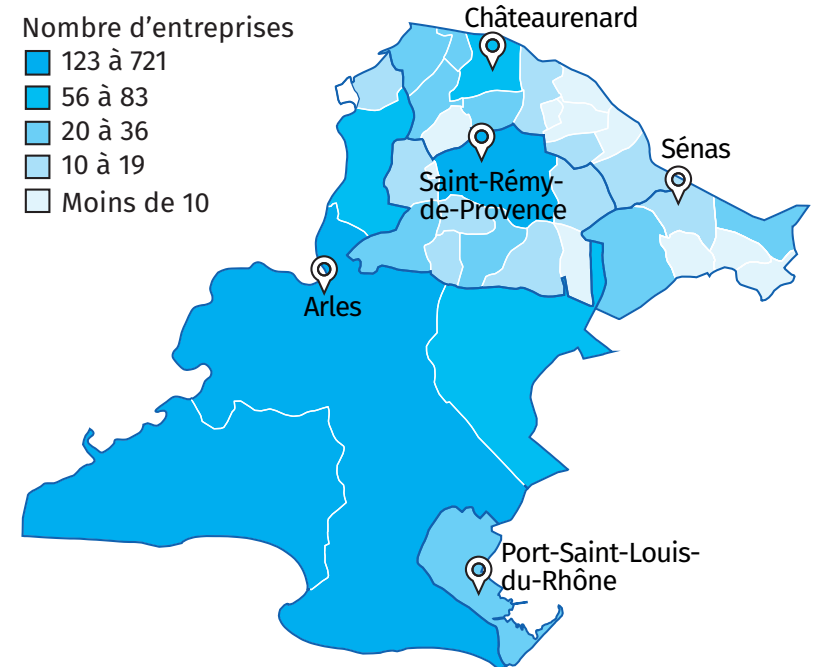 Nombre d'entreprises
123 à 721
56 à 83
20 à 36
10 à 19
Moins de 10
Châteaurenard
Sénas
Saint-Rémy-
de-Provence
Arles
Port-Saint-Louis-
du-Rhône